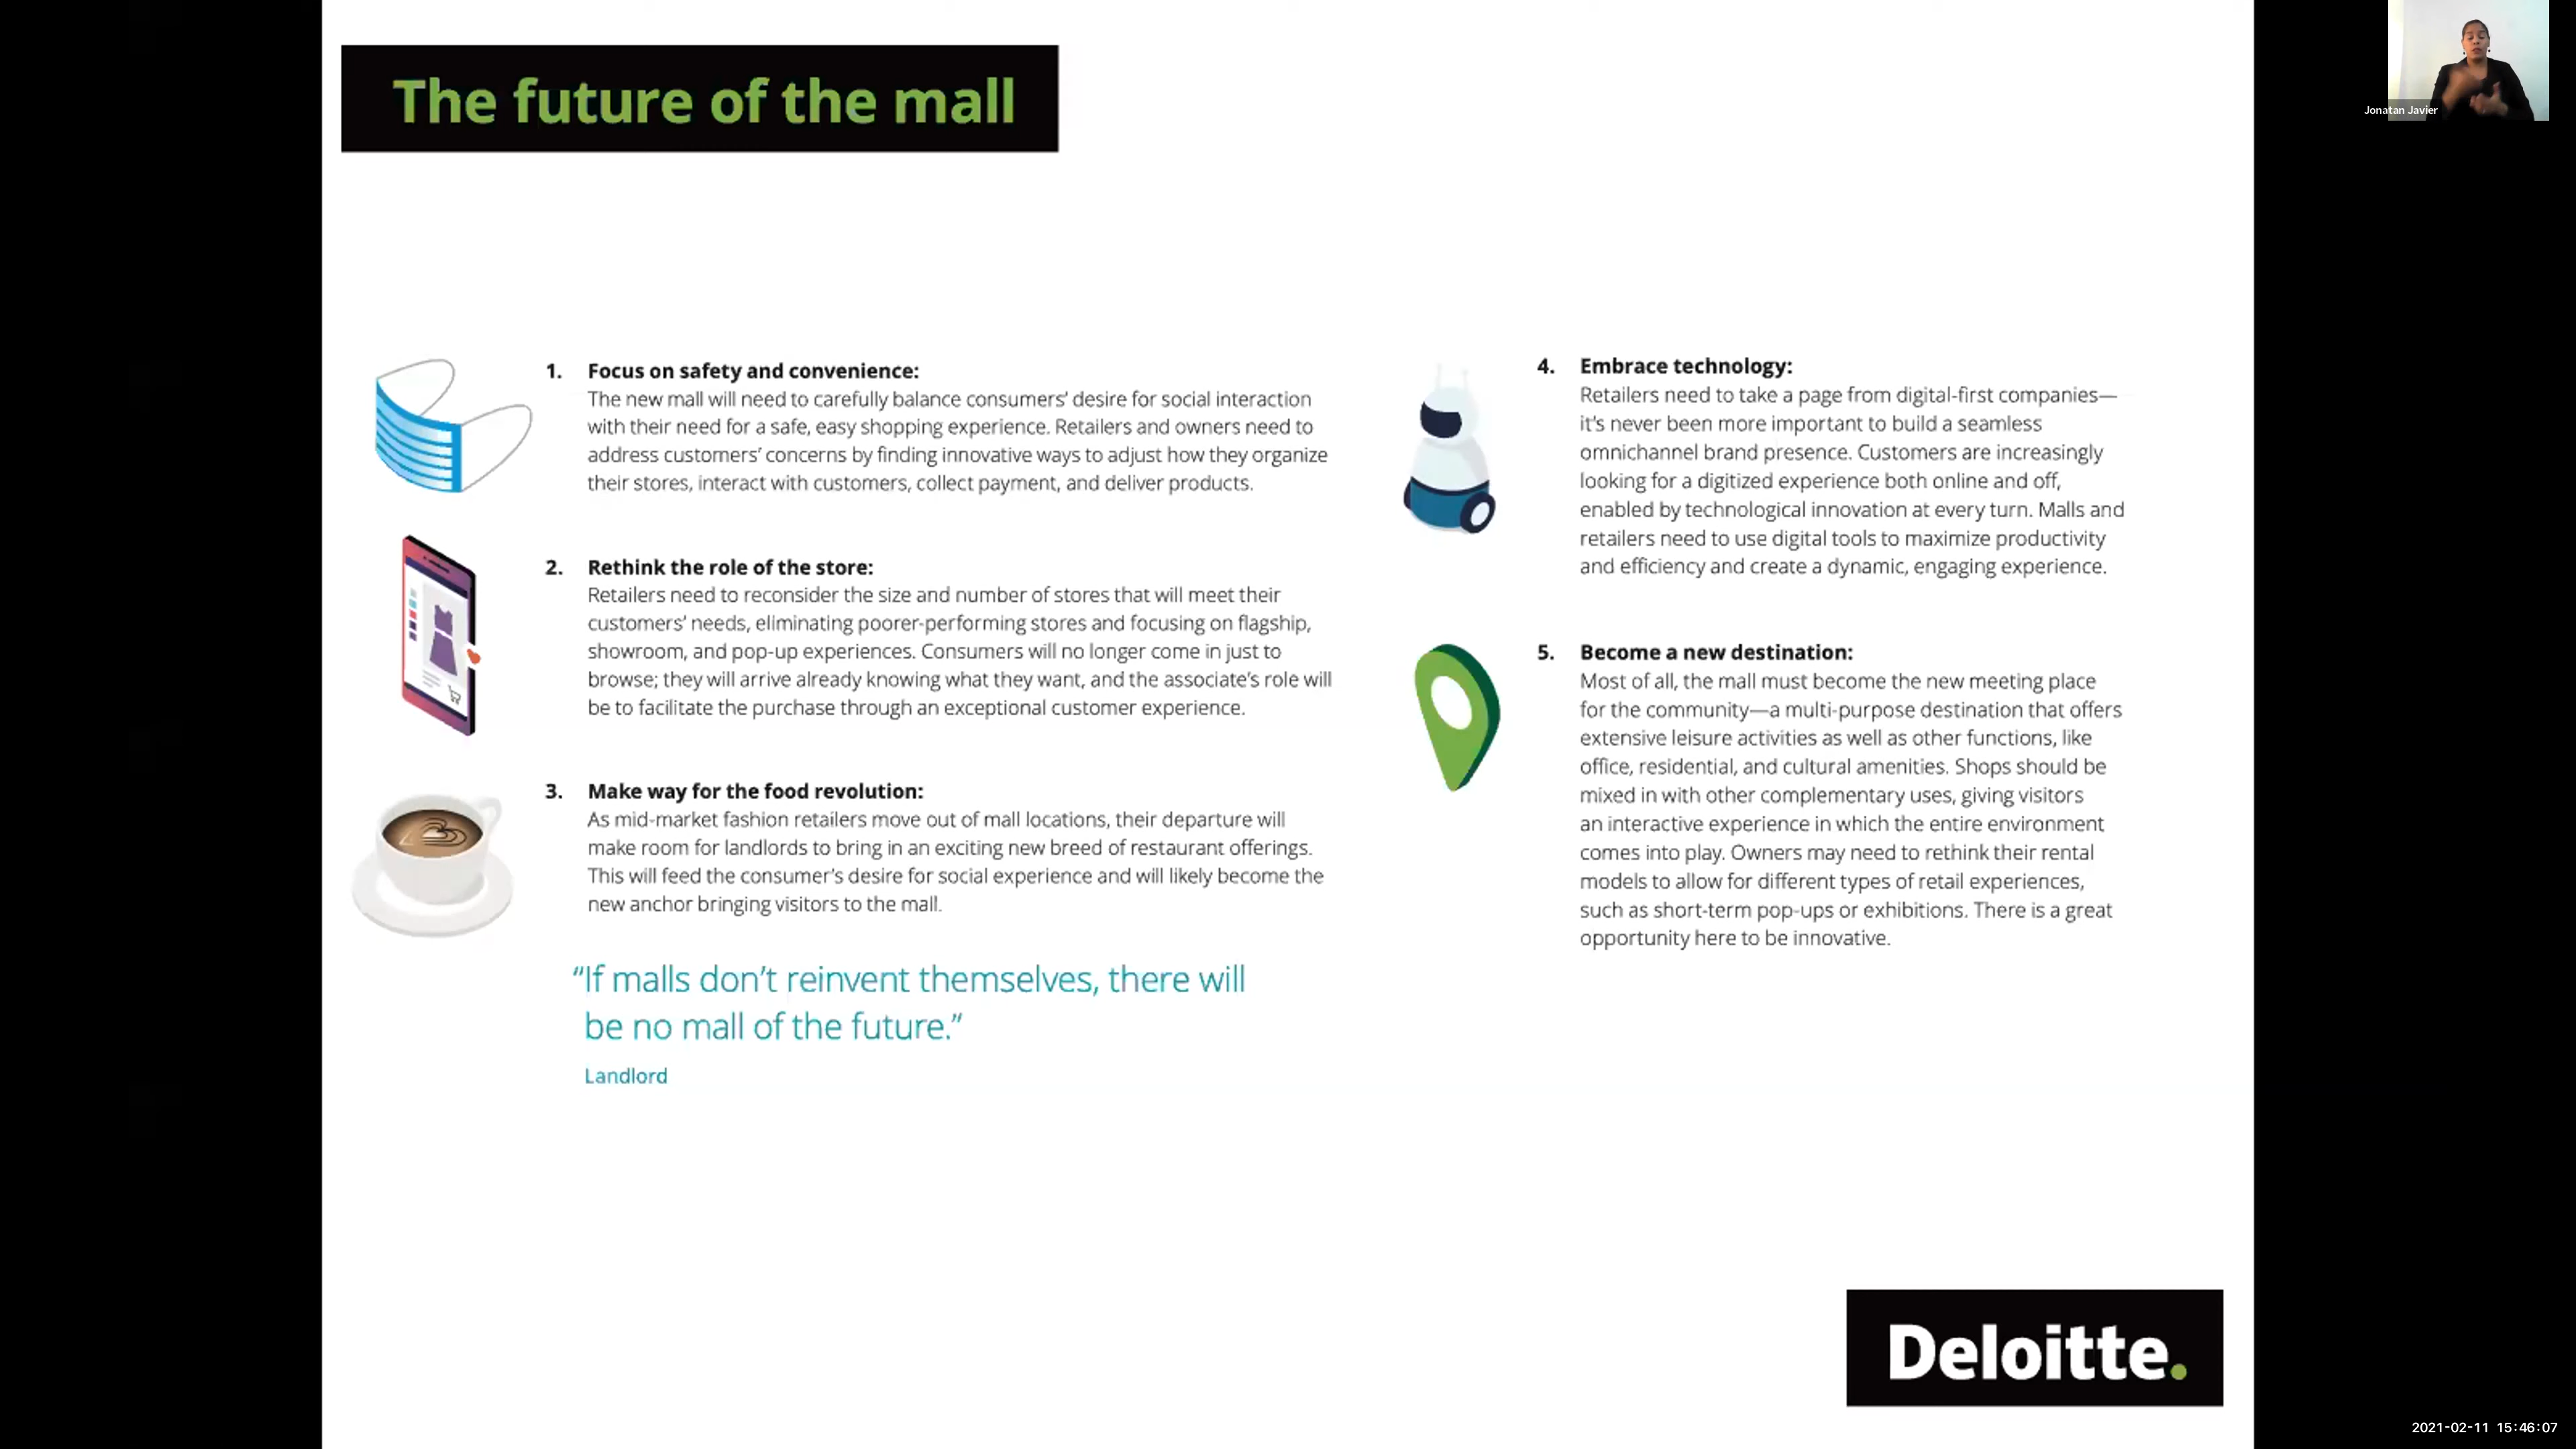 The future of the mall
1. Focus on safety and convenience:
The new mall will need to carefully balance consumers' desire for social interaction
with their need for a safe, easy shopping experience. Retailers and owners need to
address customers' concerns by finding innovative ways to adjust how they organize
their stores, interact with customers, collect payment, and deliver products.
2. Rethink the role of the store:
Retailers need to reconsider the size and number of stores that will meet their
customers' needs, eliminating poorer-performing stores and focusing on flagship,
showroom, and pop-up experiences. Consumers will no longer come in just to
browse; they will arrive already knowing what they want, and the associate's role will
be to facilitate the purchase through an exceptional customer experience.
3. Make way for the food revolution:
As mid-market fashion retailers move out of mall locations, their departure will
make room for landlords to bring in an exciting new breed of restaurant offerings.
This will feed the consumer's desire for social experience and will likely become the
new anchor bringing visitors to the mall.
“If malls don't reinvent themselves, there will
be no mall of the future.”
Landlord
4. Embrace technology:
Retailers need to take a page from digital-first companies—
it's never been more important to build a seamless
omnichannel brand presence. Customers are increasingly
looking for a digitized experience both online and off,
enabled by technological innovation at every turn. Malls and
retailers need to use digital tools to maximize productivity
and efficiency and create a dynamic, engaging experience.
5. Become a new destination:
Most of all, the mall must become the new meeting place
for the community—a multi-purpose destination that offers
extensive leisure activities as well as other functions, like
office, residential, and cultural amenities. Shops should be
mixed in with other complementary uses, giving visitors
an interactive experience in which the entire environment
comes into play. Owners may need to rethink their rental
models to allow for different types of retail experiences,
such as short-term pop-ups or exhibitions. There is a great
opportunity here to be innovative.
Deloitte.
Jonatan Javier
2021-02-11 15:46:07